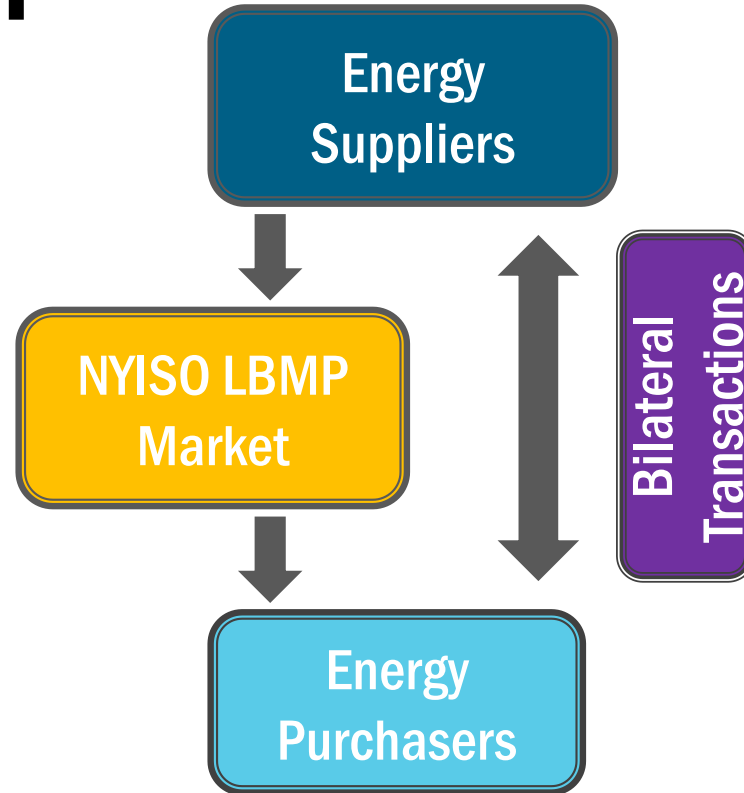 Energy
Suppliers
NYISO LBMP
Market
Bilateral
Transactions
Energy
Purchasers